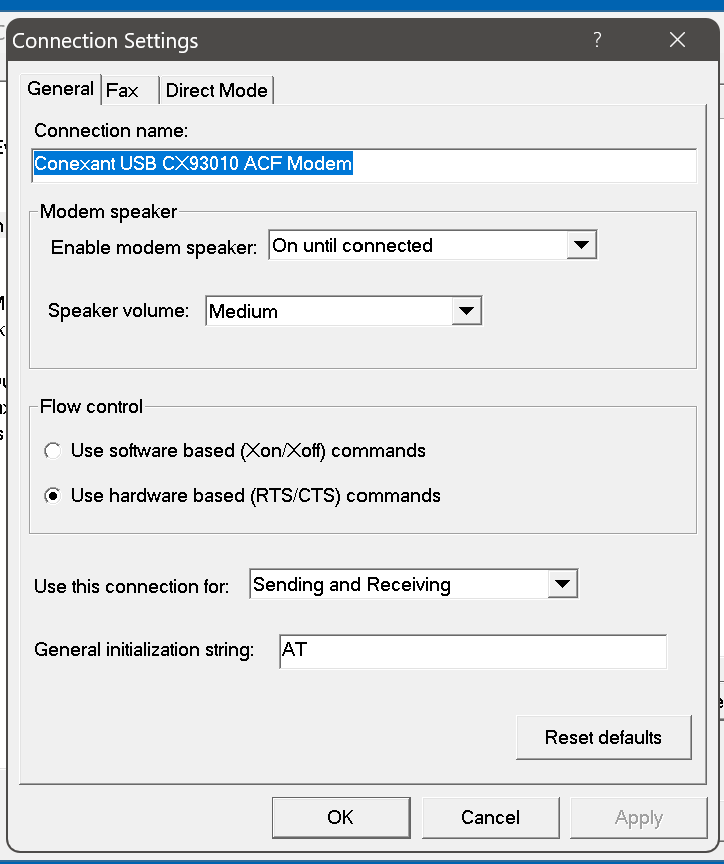 Connection Settings ?
General Fax Direct Mode
Connection name:
Conexant USB CX93010 ACF Modem
Modem speaker
Enable modem speaker: On until connected
Speaker volume: Medium
Flow control
Use software based (Xon/Xoff) commands
Use hardware based (RTS/CTS) commands
Use this connection for: Sending and Receiving
General initialization string: AT
Reset defaults
OK Cancel Apply